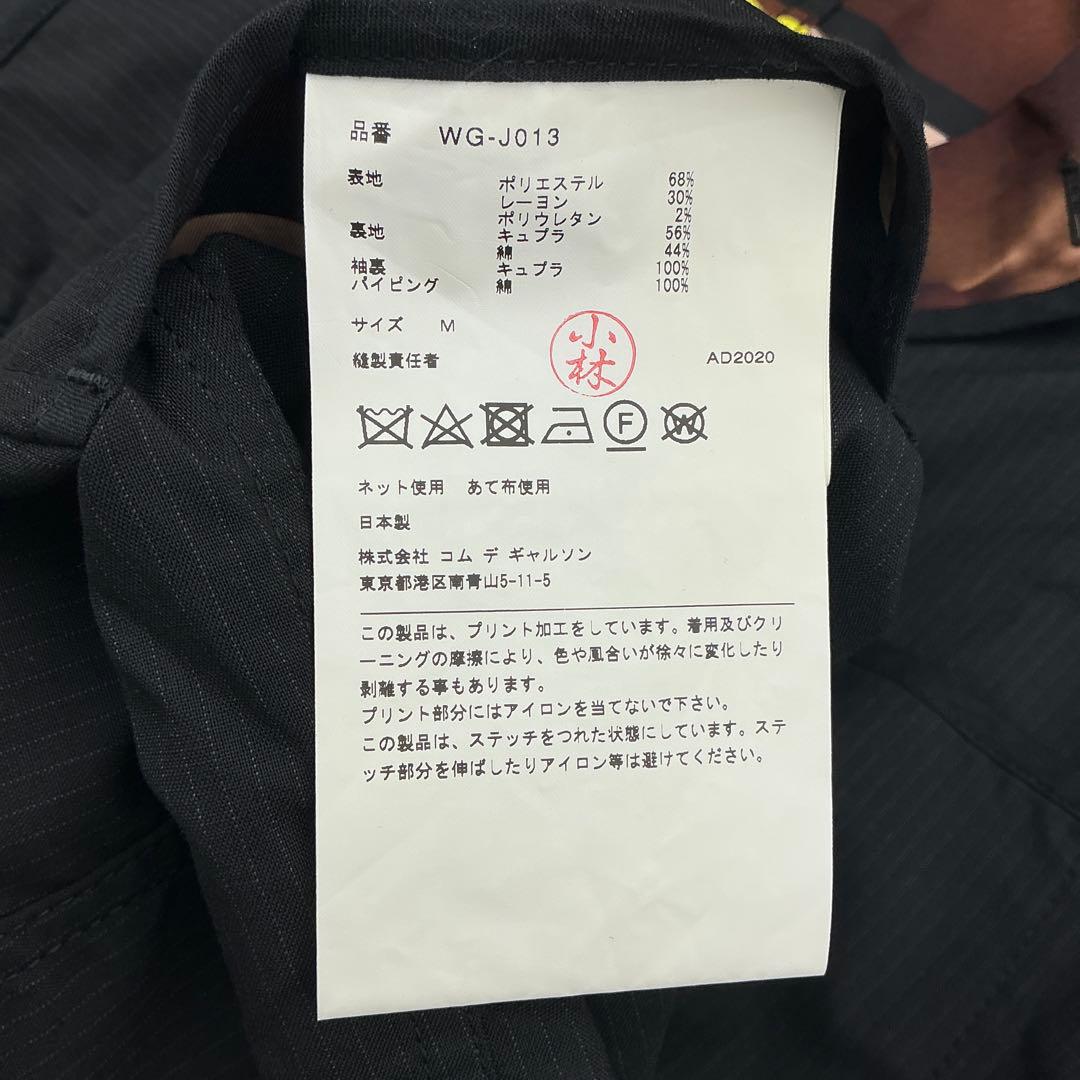 品番 WG-J013
表地 ポリエステル 68%
レーヨン 30%
ポリウレタン 2%
裏地 キュプラ 56%
綿 44%
袖裏 キュプラ 100%
パイピング 綿 100%
サイズ M
縫製責任者 小林 AD2020
F W
ネット使用 あて布使用
日本製
株式会社 コム デ ギャルソン
東京都港区南青山5-11-5
この製品は、プリント加工をしています。着用及びクリ
ーニングの摩擦により、色や風合いが徐々に変化したり
剥離する事もあります。
プリント部分にはアイロンを当てないで下さい。
この製品は、ステッチをつれた状態にしています。ステ
ッチ部分を伸ばしたりアイロン等は避けてください。